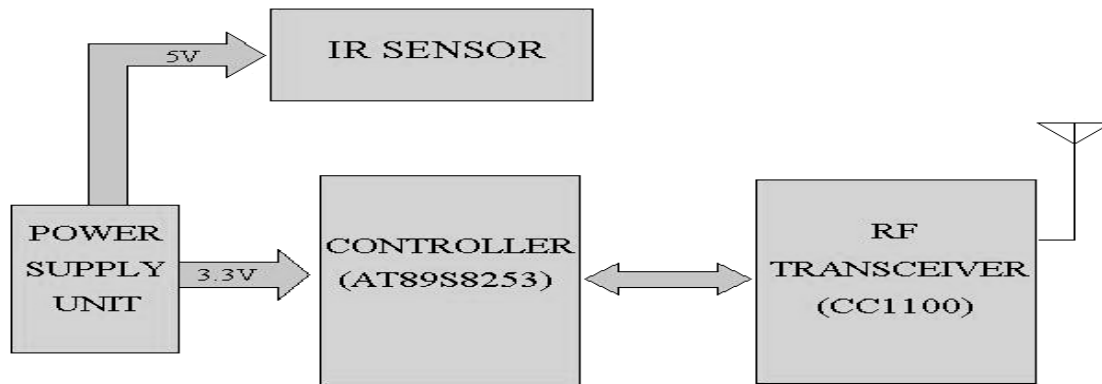 IR SENSOR
5V
POWER
SUPPLY
UNIT
3.3V
CONTROLLER
(AT89S8253)
RF
TRANSCEIVER
(CC1100)